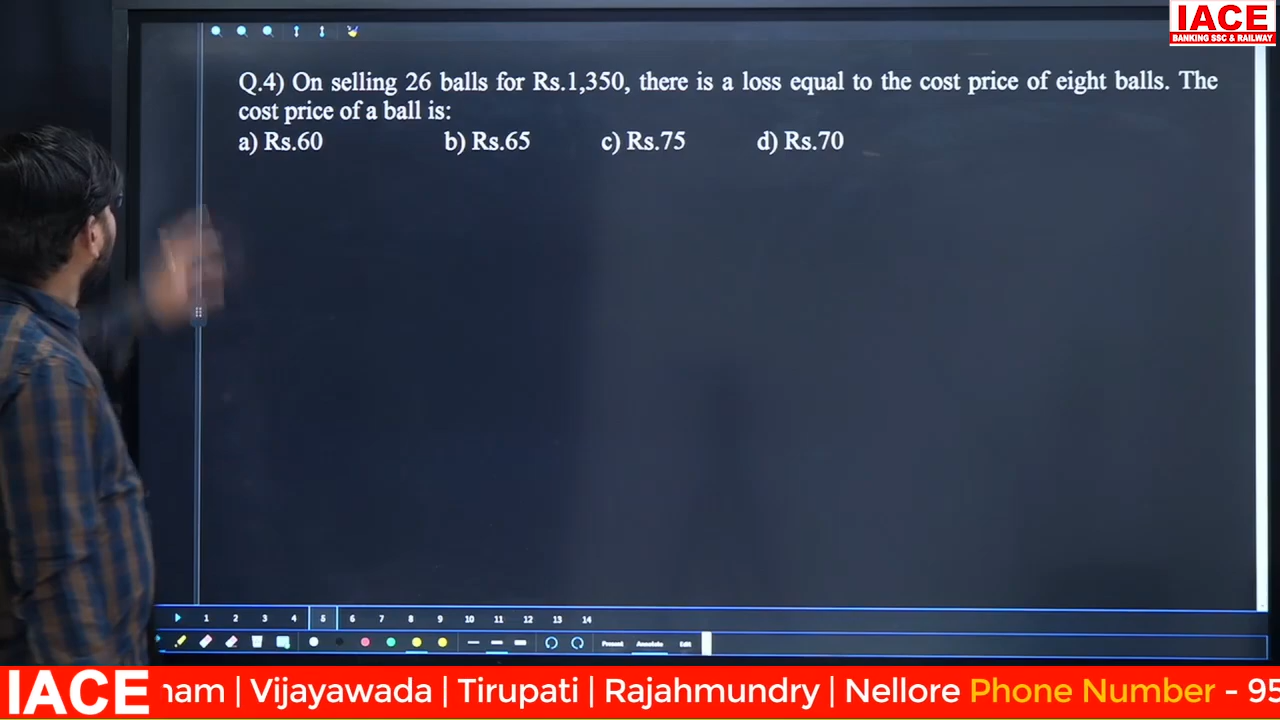 IACE
BANKING SSC & RAILWAY
Q.4) On selling 26 balls for Rs.1,350, there is a loss equal to the cost price of eight balls. The
cost price of a ball is:
a) Rs.60 b) Rs.65 c) Rs.75 d) Rs.70
1 2 3 4 5 6 7 8 9 10 11 12 13 14
Present Annotate Edit
IACE nam | Vijayawada | Tirupati | Rajahmundry | Nellore Phone Number - 95